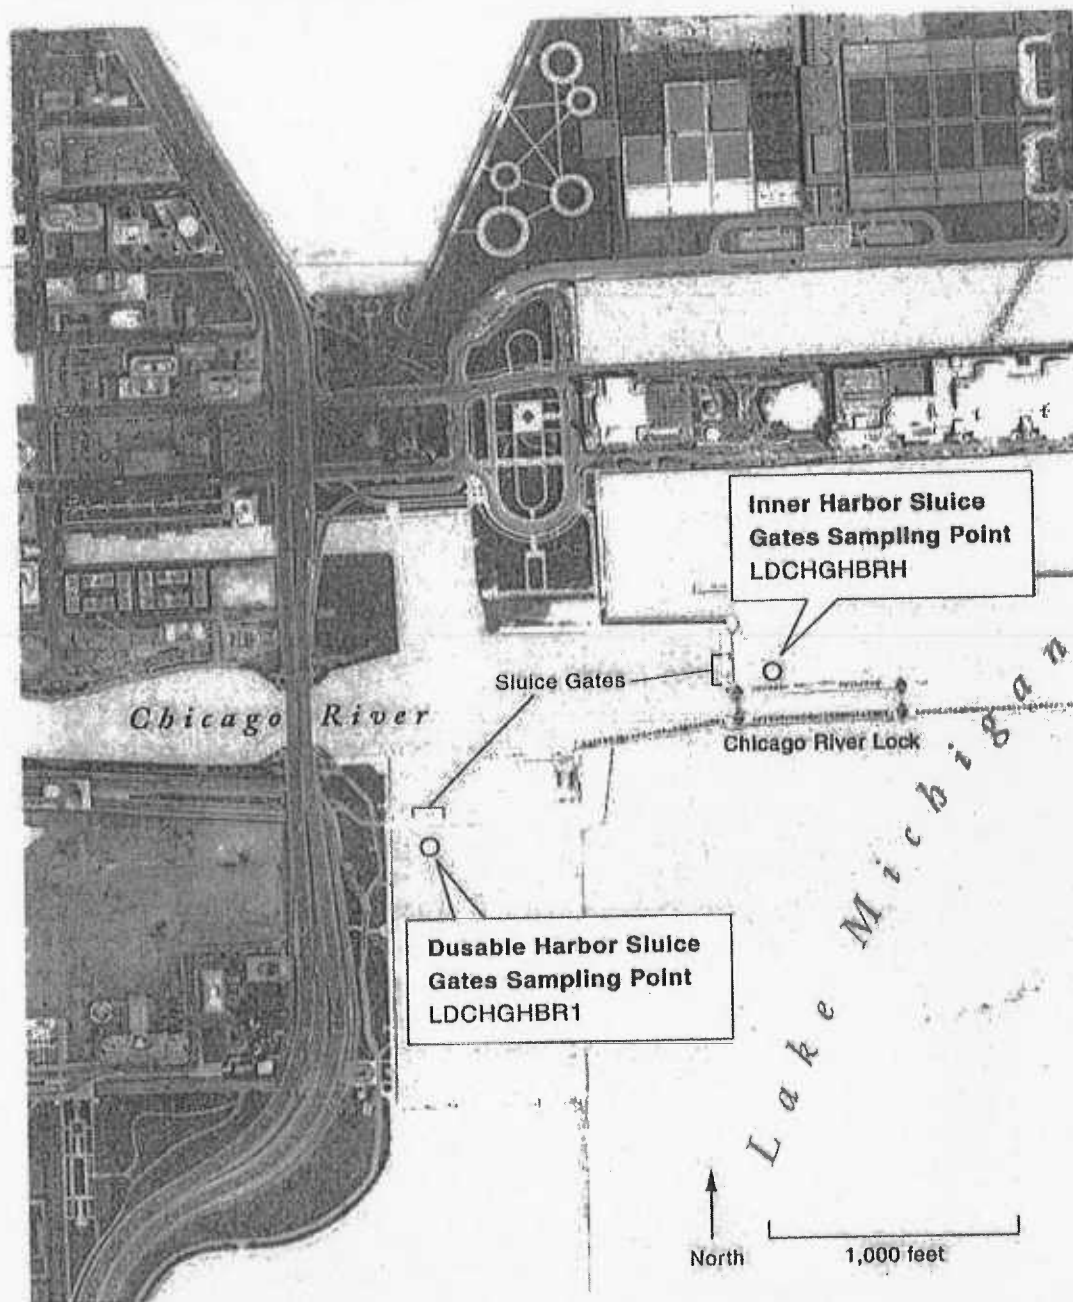 Inner Harbor Sluice
Gates Sampling Point
LDCHGHBRH
Sluice Gates
Chicago River
Chicago River Lock
Lake Michigan
Dusable Harbor Sluice
Gates Sampling Point
LDCHGHBR1
North
1,000 feet